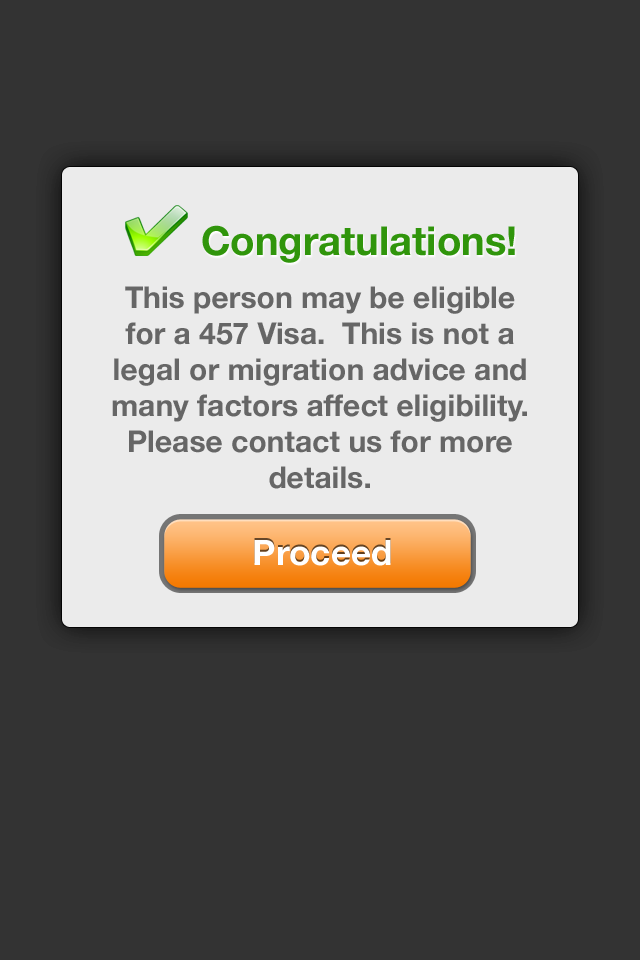 Congratulations!
This person may be eligible
for a 457 Visa.  This is not a
legal or migration advice and
many factors affect eligibility.
Please contact us for more
details.
Proceed